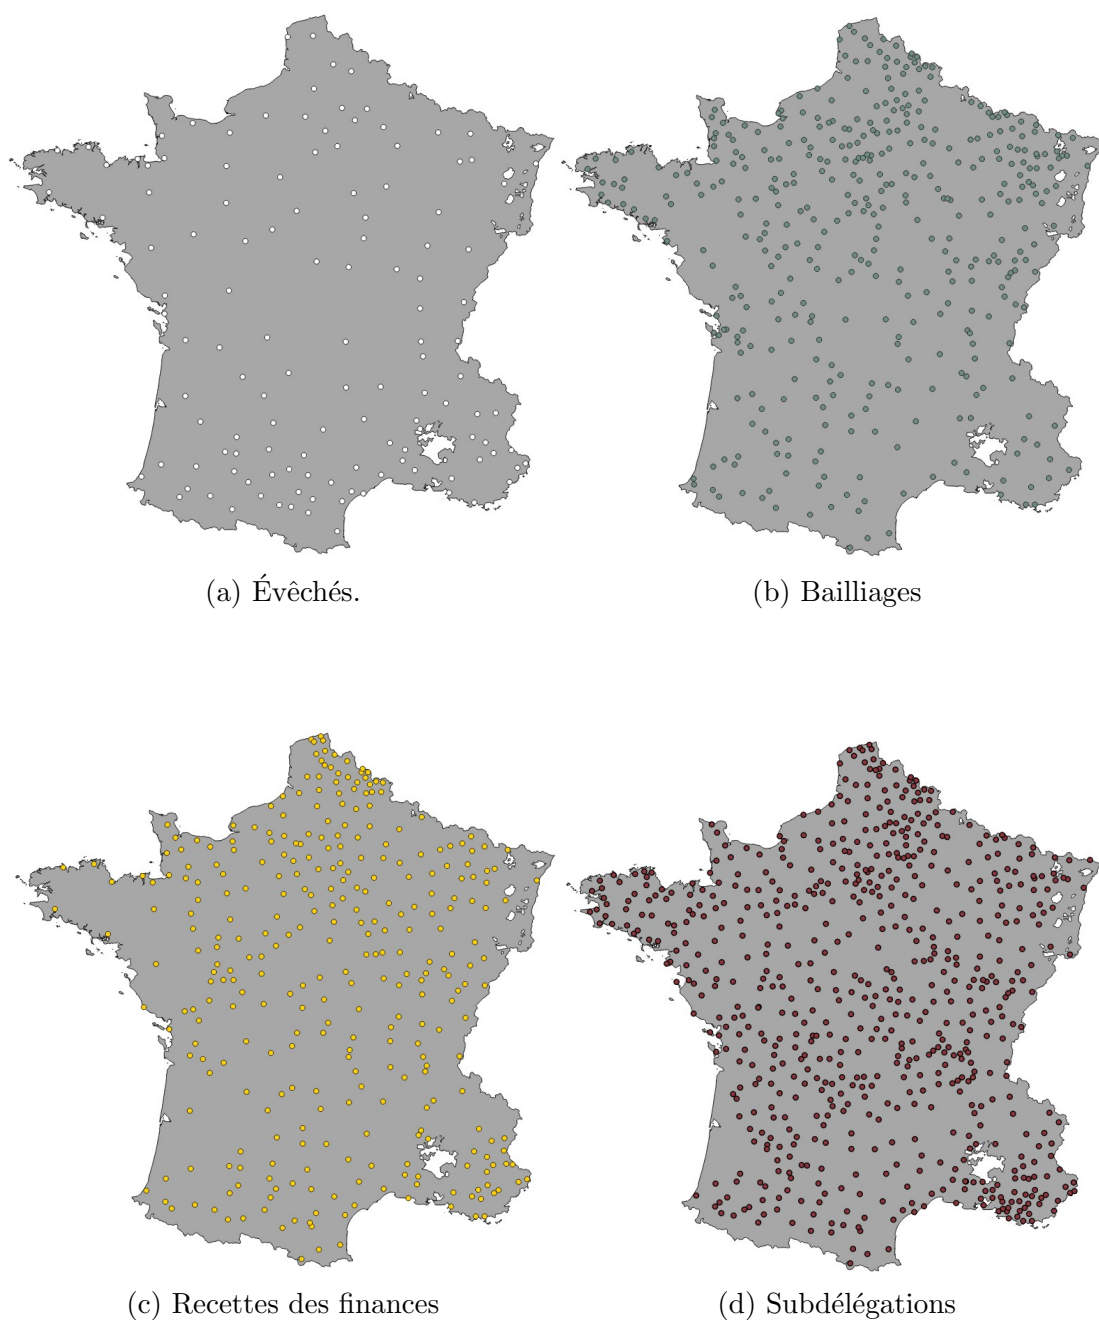 (a) Évêchés.
(b) Bailliages
(c) Recettes des finances
(d) Subdélégations